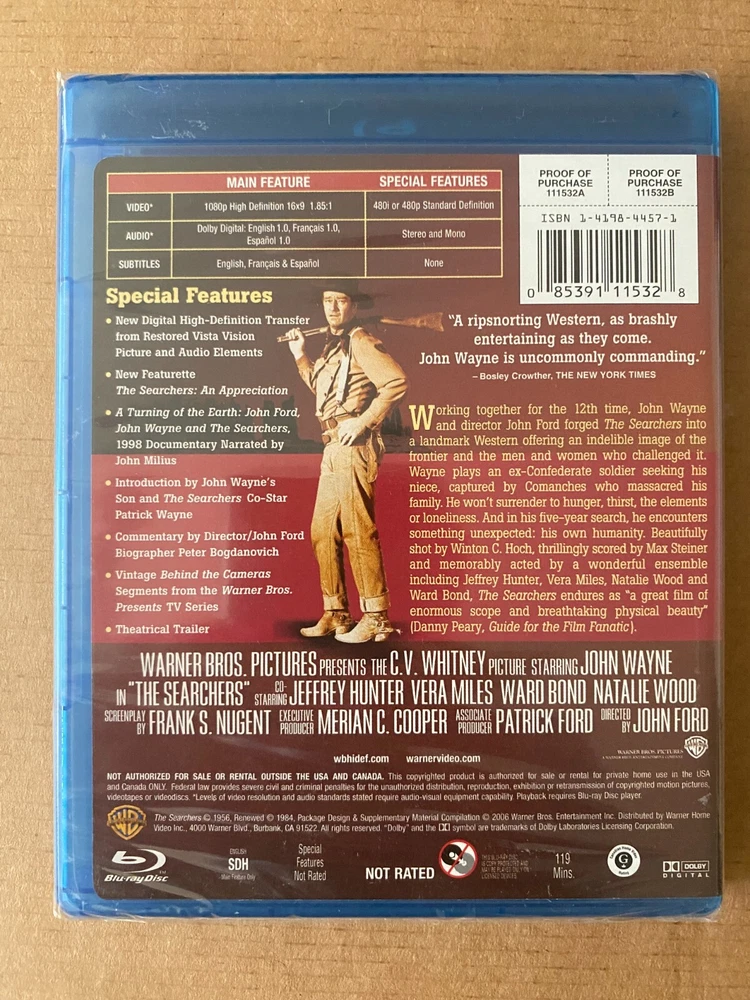 MAIN FEATURE SPECIAL FEATURES
VIDEO* 1080p High Definition 16x9 1.85:1 480i or 480p Standard Definition
AUDIO* Dolby Digital: English 1.0, Français 1.0, Español 1.0 Stereo and Mono
SUBTITLES English, Français & Español None
PROOF OF PURCHASE 111532A
PROOF OF PURCHASE 111532B
ISBN 1-4198-4457-1
0 85391 11532 8
Special Features
• New Digital High-Definition Transfer
from Restored Vista Vision
Picture and Audio Elements
• New Featurette
The Searchers: An Appreciation
• A Turning of the Earth: John Ford,
John Wayne and The Searchers,
1998 Documentary Narrated by
John Milius
• Introduction by John Wayne's
Son and The Searchers Co-Star
Patrick Wayne
• Commentary by Director/John Ford
Biographer Peter Bogdanovich
• Vintage Behind the Cameras
Segments from the Warner Bros.
Presents TV Series
• Theatrical Trailer
"A ripsnorting Western, as brashly
entertaining as they come.
John Wayne is uncommonly commanding."
– Bosley Crowther, THE NEW YORK TIMES
Working together for the 12th time, John Wayne
and director John Ford forged The Searchers into
a landmark Western offering an indelible image of the
frontier and the men and women who challenged it.
Wayne plays an ex-Confederate soldier seeking his
niece, captured by Comanches who massacred his
family. He won't surrender to hunger, thirst, the elements
or loneliness. And in his five-year search, he encounters
something unexpected: his own humanity. Beautifully
shot by Winton C. Hoch, thrillingly scored by Max Steiner
and memorably acted by a wonderful ensemble
including Jeffrey Hunter, Vera Miles, Natalie Wood and
Ward Bond, The Searchers endures as "a great film of
enormous scope and breathtaking physical beauty"
(Danny Peary, Guide for the Film Fanatic).
WARNER BROS. PICTURES PRESENTS THE C.V. WHITNEY PICTURE STARRING JOHN WAYNE
IN "THE SEARCHERS" CO-STARRING JEFFREY HUNTER VERA MILES WARD BOND NATALIE WOOD
SCREENPLAY BY FRANK S. NUGENT EXECUTIVE PRODUCER MERIAN C. COOPER ASSOCIATE PRODUCER PATRICK FORD DIRECTED BY JOHN FORD
wbhidef.com warnervideo.com
WARNER BROS. PICTURES
NOT AUTHORIZED FOR SALE OR RENTAL OUTSIDE THE USA AND CANADA. This copyrighted product is authorized for sale or rental for private home use in the USA
and Canada ONLY. Federal law provides severe civil and criminal penalties for the unauthorized distribution, reproduction, exhibition or retransmission of copyrighted motion pictures,
videotapes or videodiscs. *Levels of video resolution and audio standards stated require audio-visual equipment capability. Playback requires Blu-ray Disc player.
The Searchers © 1956, Renewed © 1984, Package Design & Supplementary Material Compilation © 2006 Warner Bros. Entertainment Inc. Distributed by Warner Home
Video Inc., 4000 Warner Blvd., Burbank, CA 91522. All rights reserved. "Dolby" and the DD symbol are trademarks of Dolby Laboratories Licensing Corporation.
Blu-ray Disc
ENGLISH
SDH
Main Feature Only
Special
Features
Not Rated
NOT RATED
119
Mins.
G
DOLBY
DIGITAL